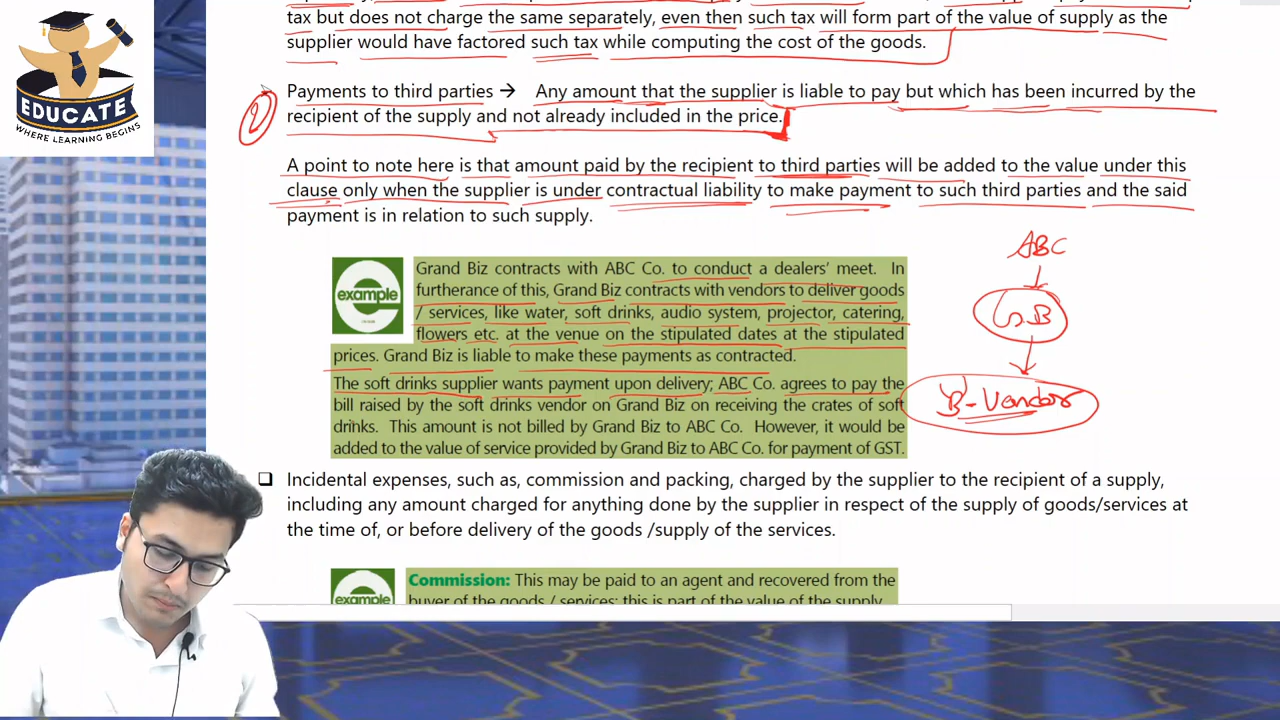 tax but does not charge the same separately, even then such tax will form part of the value of supply as the
supplier would have factored such tax while computing the cost of the goods.
EDUCATE
WHERE LEARNING BEGINS
2
Payments to third parties → Any amount that the supplier is liable to pay but which has been incurred by the
recipient of the supply and not already included in the price.
A point to note here is that amount paid by the recipient to third parties will be added to the value under this
clause only when the supplier is under contractual liability to make payment to such third parties and the said
payment is in relation to such supply.
example
Grand Biz contracts with ABC Co. to conduct a dealers' meet. In
furtherance of this, Grand Biz contracts with vendors to deliver goods
/ services, like water, soft drinks, audio system, projector, catering,
flowers etc. at the venue on the stipulated dates at the stipulated
prices. Grand Biz is liable to make these payments as contracted.
The soft drinks supplier wants payment upon delivery; ABC Co. agrees to pay the
bill raised by the soft drinks vendor on Grand Biz on receiving the crates of soft
drinks. This amount is not billed by Grand Biz to ABC Co. However, it would be
added to the value of service provided by Grand Biz to ABC Co. for payment of GST.
ABC
G.B
Vendor
❑ Incidental expenses, such as, commission and packing, charged by the supplier to the recipient of a supply,
including any amount charged for anything done by the supplier in respect of the supply of goods/services at
the time of, or before delivery of the goods /supply of the services.
example
Commission: This may be paid to an agent and recovered from the
buyer of the goods / services; this is part of the value of the supply